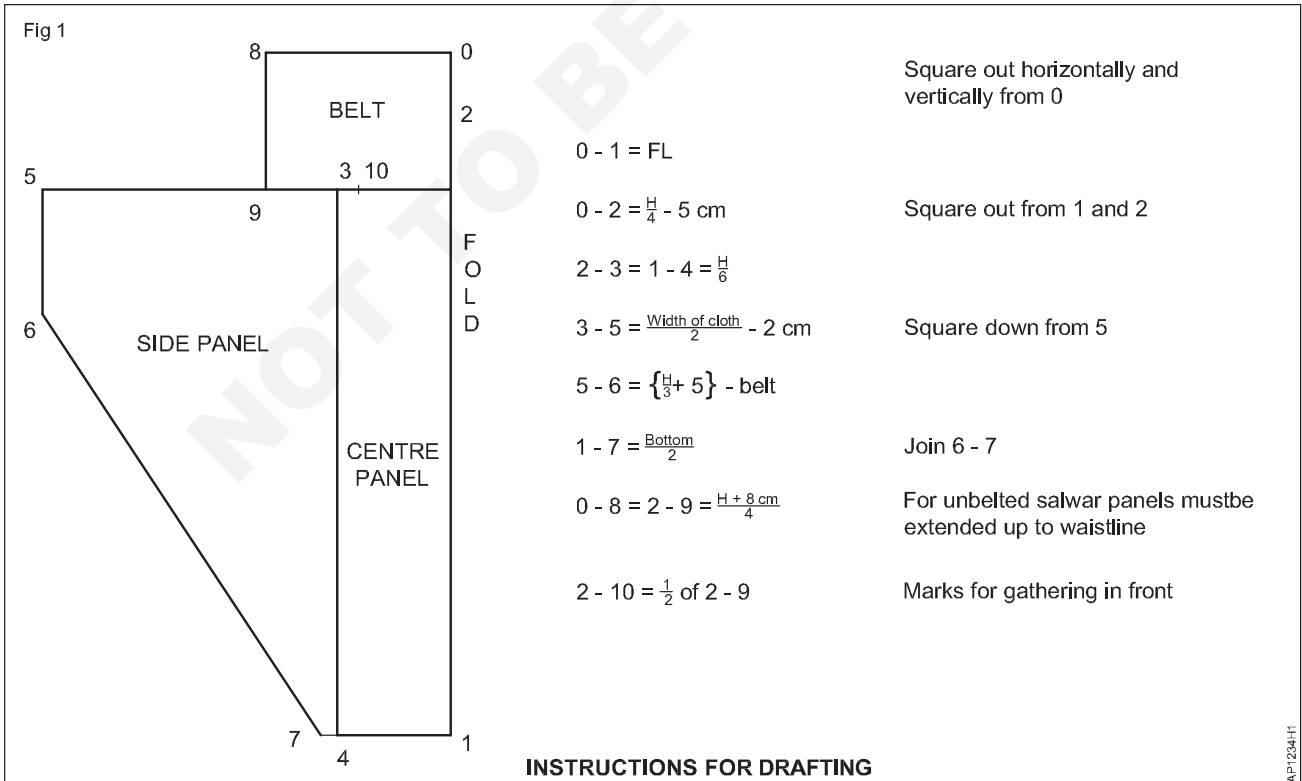 Fig 1
8
0
BELT
2
3 10
5
9
F
O
L
D
6
SIDE PANEL
CENTRE
PANEL
7
4
1
Square out horizontally and
vertically from 0
0 - 1 = FL
0 - 2 = H/4 - 5 cm
Square out from 1 and 2
2 - 3 = 1 - 4 = H/6
3 - 5 = Width of cloth/2 - 2 cm
Square down from 5
5 - 6 = {H/3+ 5} - belt
1 - 7 = Bottom/2
Join 6 - 7
0 - 8 = 2 - 9 = H + 8 cm/4
For unbelted salwar panels mustbe
extended up to waistline
2 - 10 = 1/2 of 2 - 9
Marks for gathering in front
INSTRUCTIONS FOR DRAFTING
AP1234H1
NOT TO BE